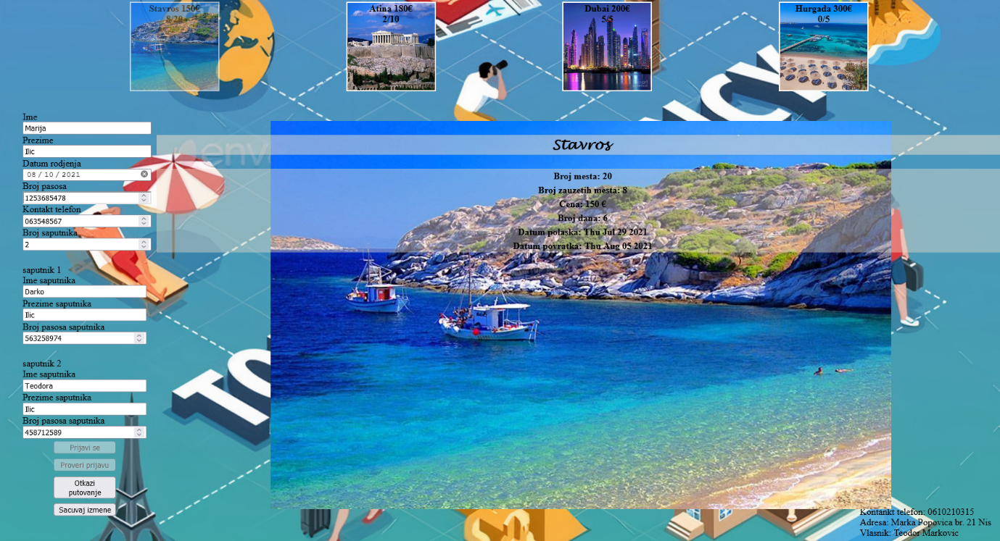 Stavros 150€
8/20
Atina 180€
2/10
Dubai 200€
5/5
Hurgada 300€
0/5
Ime
Marija
Prezime
Ilic
Datum rodjenja
08 / 10 / 2021
Broj pasosa
1253685478
Kontakt telefon
063548567
Broj saputnika
2
saputnik 1
Ime saputnika
Darko
Prezime saputnika
Ilic
Broj pasosa saputnika
563258974
saputnik 2
Ime saputnika
Teodora
Prezime saputnika
Ilic
Broj pasosa saputnika
458712589
Prijavi se
Proveri prijavu
Otkazi
putovanje
Sacuvaj izmene
Stavros
Broj mesta: 20
Broj zauzetih mesta: 8
Cena: 150 €
Broj dana: 6
Datum polaska: Thu Jul 29 2021
Datum povratka: Thu Aug 05 2021
Kontankt telefon: 0610210315
Adresa: Marka Popovica br. 21 Nis
Vlasnik: Teodor Markovic